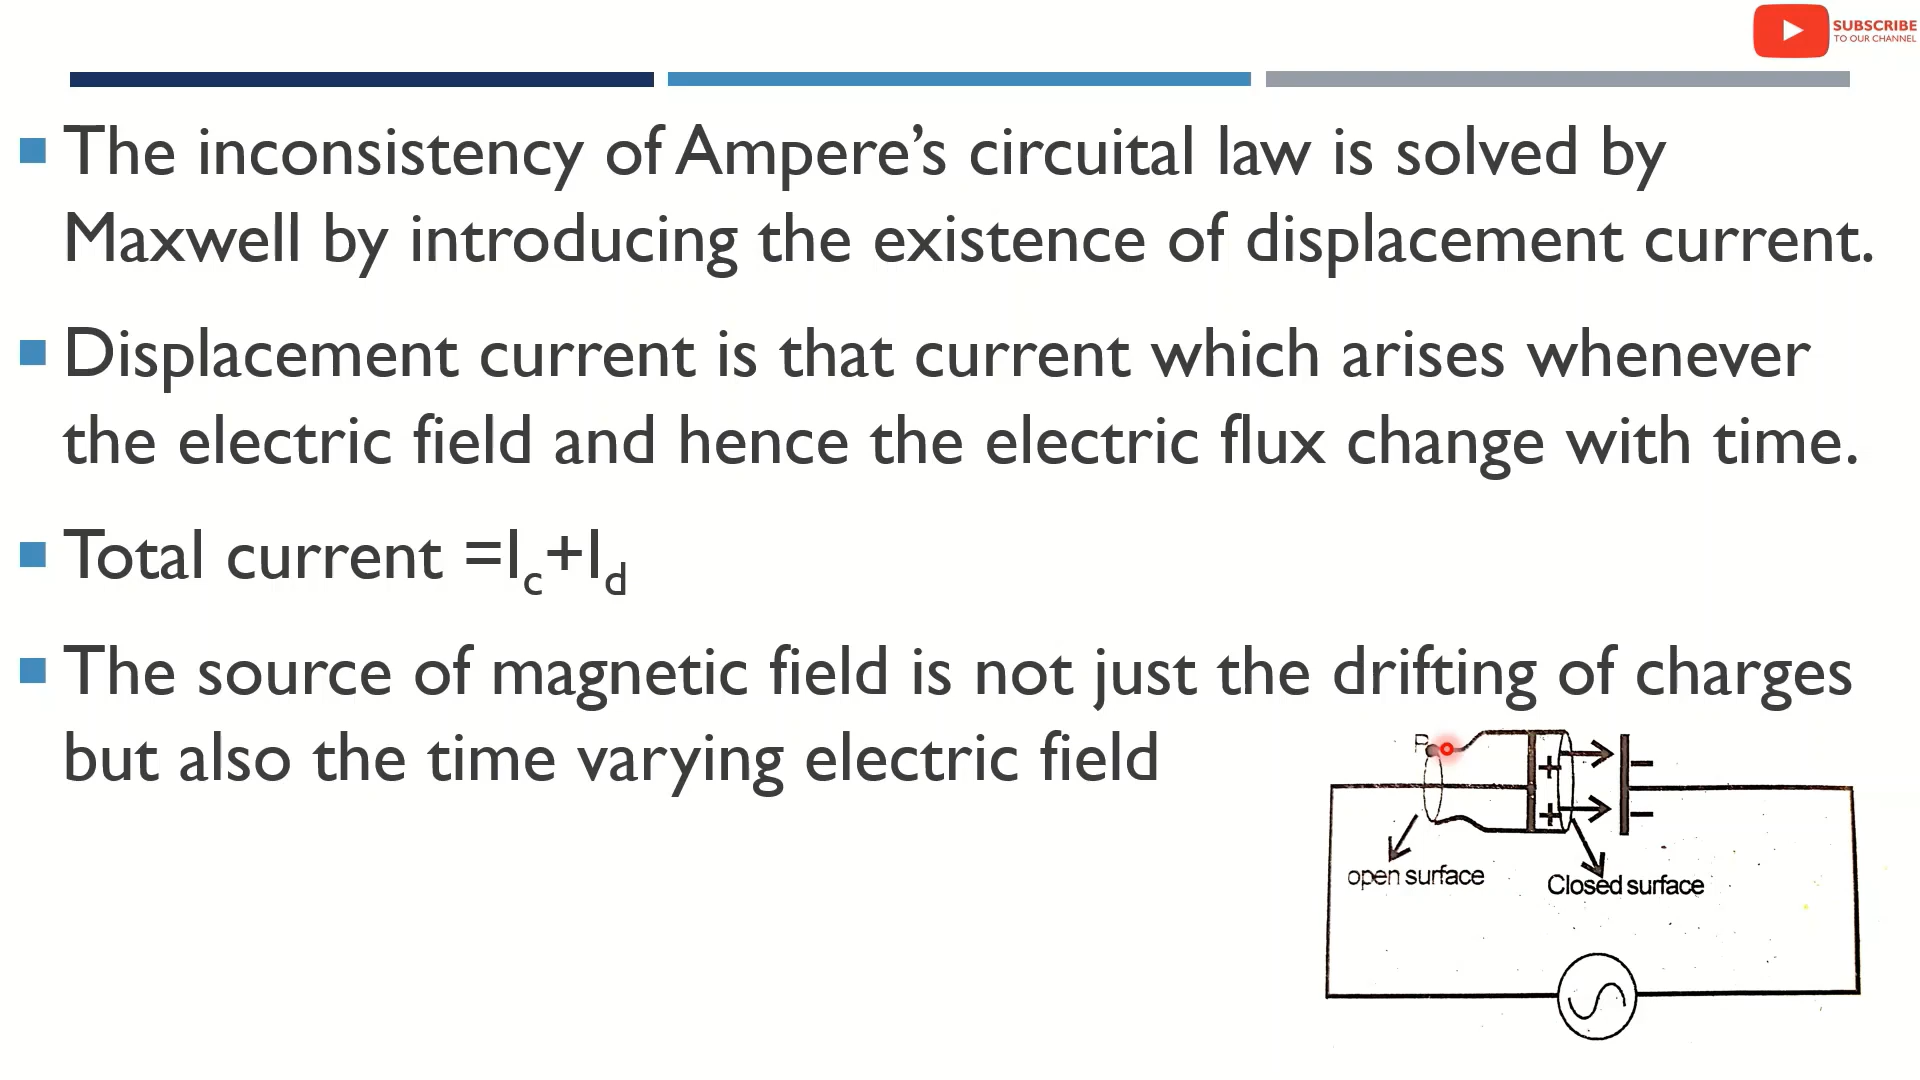 SUBSCRIBE
TO OUR CHANNEL
The inconsistency of Ampere’s circuital law is solved by
Maxwell by introducing the existence of displacement current.
Displacement current is that current which arises whenever
the electric field and hence the electric flux change with time.
Total current =Ic+Id
The source of magnetic field is not just the drifting of charges
but also the time varying electric field
P
+
+
open surface
Closed surface